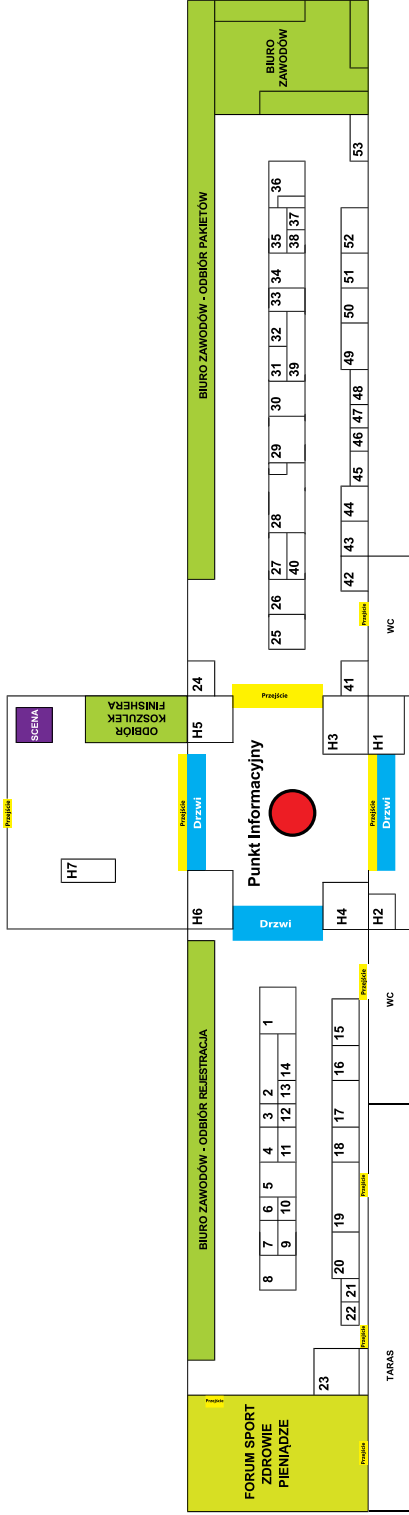 Przejście
SCENA
H7
ODBIÓR
KOSZULEK
FINISHERA
Przejście
H6
Drzwi
H5
BIURO ZAWODÓW - ODBIÓR REJESTRACJA
24
BIURO ZAWODÓW - ODBIÓR PAKIETÓW
Przejście
FORUM SPORT
ZDROWIE
PIENIĄDZE
Przejście
Punkt Informacyjny
Drzwi
Przejście
BIURO
ZAWODÓW
8 7 6 5 4 3 2 1
9 10 11 12 13 14
25 26 27 28 29 30 31 32 33 34 35 36
40 39 38 37
23
22 21 20 19 18 17 16 15
H4
H3
41
42 43 44 45 46 47 48 49 50 51 52 53
Przejście
Przejście
Przejście
Przejście
Przejście
H2
Drzwi
H1
TARAS
WC
WC